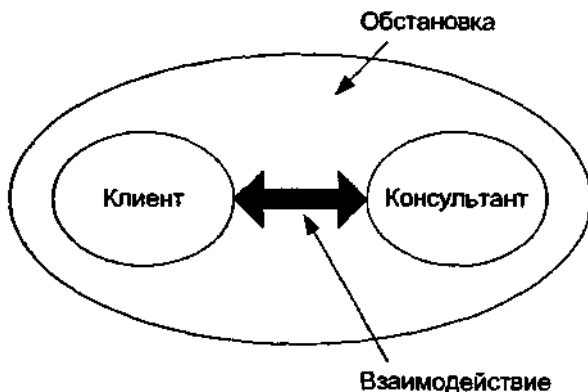 Обстановка
Клиент
Консультант
Взаимодействие